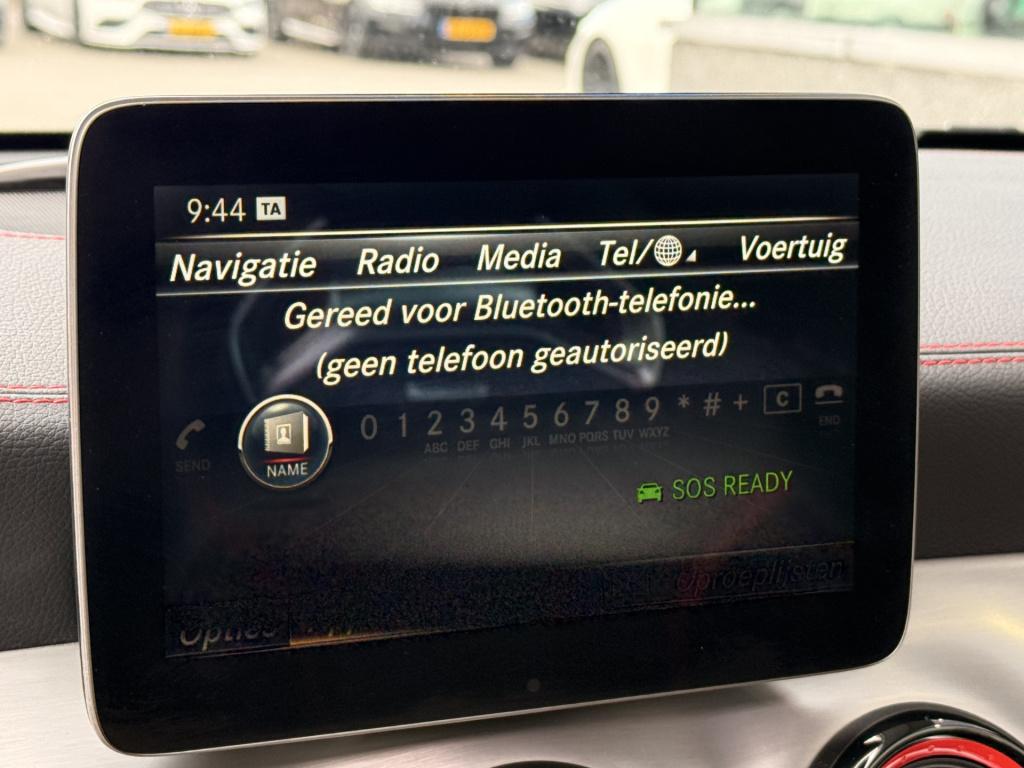 9:44 TA
Navigatie Radio Media Tel/ Voertuig
Gereed voor Bluetooth-telefonie...
(geen telefoon geautoriseerd)
SEND NAME 0 1 2 3 4 5 6 7 8 9 * # + C END
ABC DEF GHI JKL MNO PQRS TUV WXYZ
SOS READY
Oproeplijsten
Opties